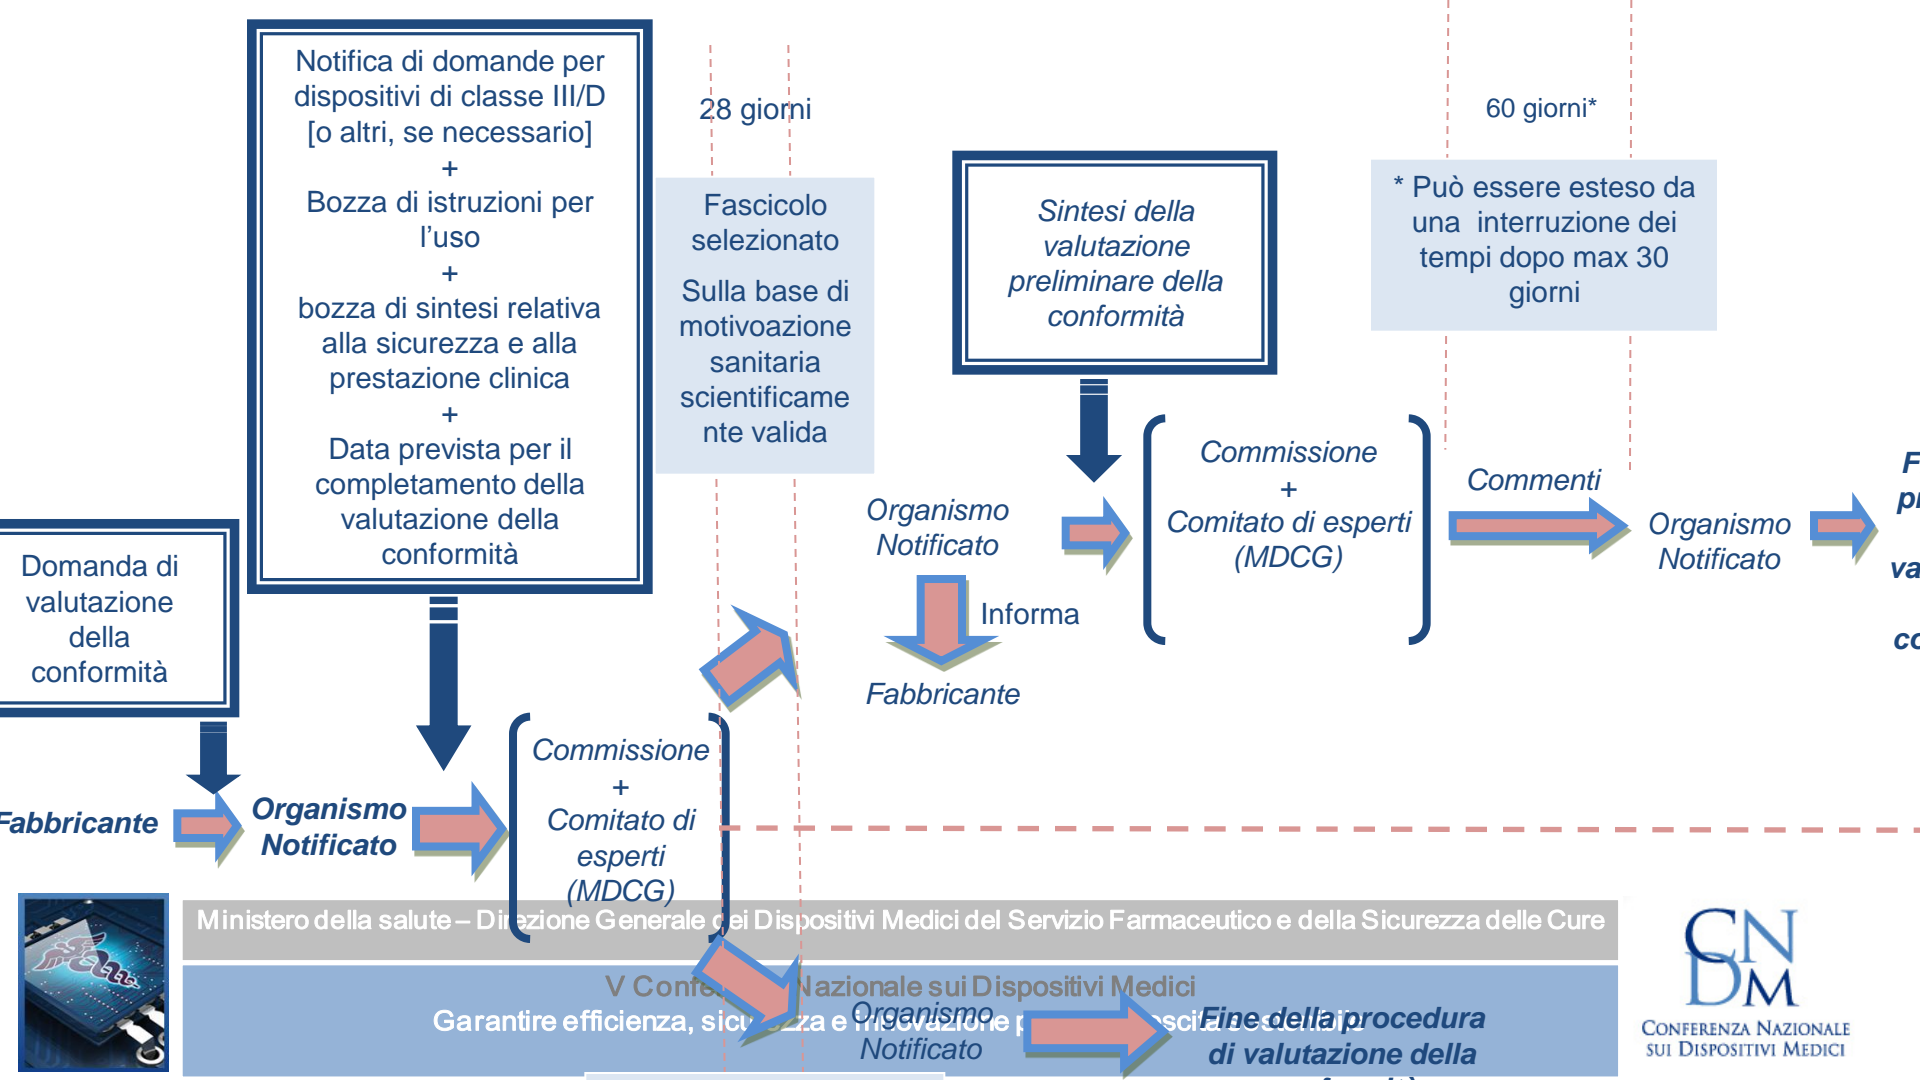 Notifica di domande per
dispositivi di classe III/D
[o altri, se necessario]
+
Bozza di istruzioni per
l’uso
+
bozza di sintesi relativa
alla sicurezza e alla
prestazione clinica
+
Data prevista per il
completamento della
valutazione della
conformità
28 giorni
Fascicolo
selezionato
Sulla base di
motivoazione
sanitaria
scientificame
nte valida
Sintesi della
valutazione
preliminare della
conformità
60 giorni*
* Può essere esteso da
una interruzione dei
tempi dopo max 30
giorni
Domanda di
valutazione
della
conformità
Organismo
Notificato
Informa
Fabbricante
Commissione
+
Comitato di esperti
(MDCG)
Commenti
Organismo
Notificato
Fabbricante
Organismo
Notificato
Commissione
+
Comitato di
esperti
(MDCG)
Ministero della salute – Direzione Generale dei Dispositivi Medici del Servizio Farmaceutico e della Sicurezza delle Cure
V Nazionale sui Dispositivi Medici
Garantire efficienza, e
Organismo
Notificato
Fine della procedura
di valutazione della
CNDM
CONFERENZA NAZIONALE
SUI DISPOSITIVI MEDICI